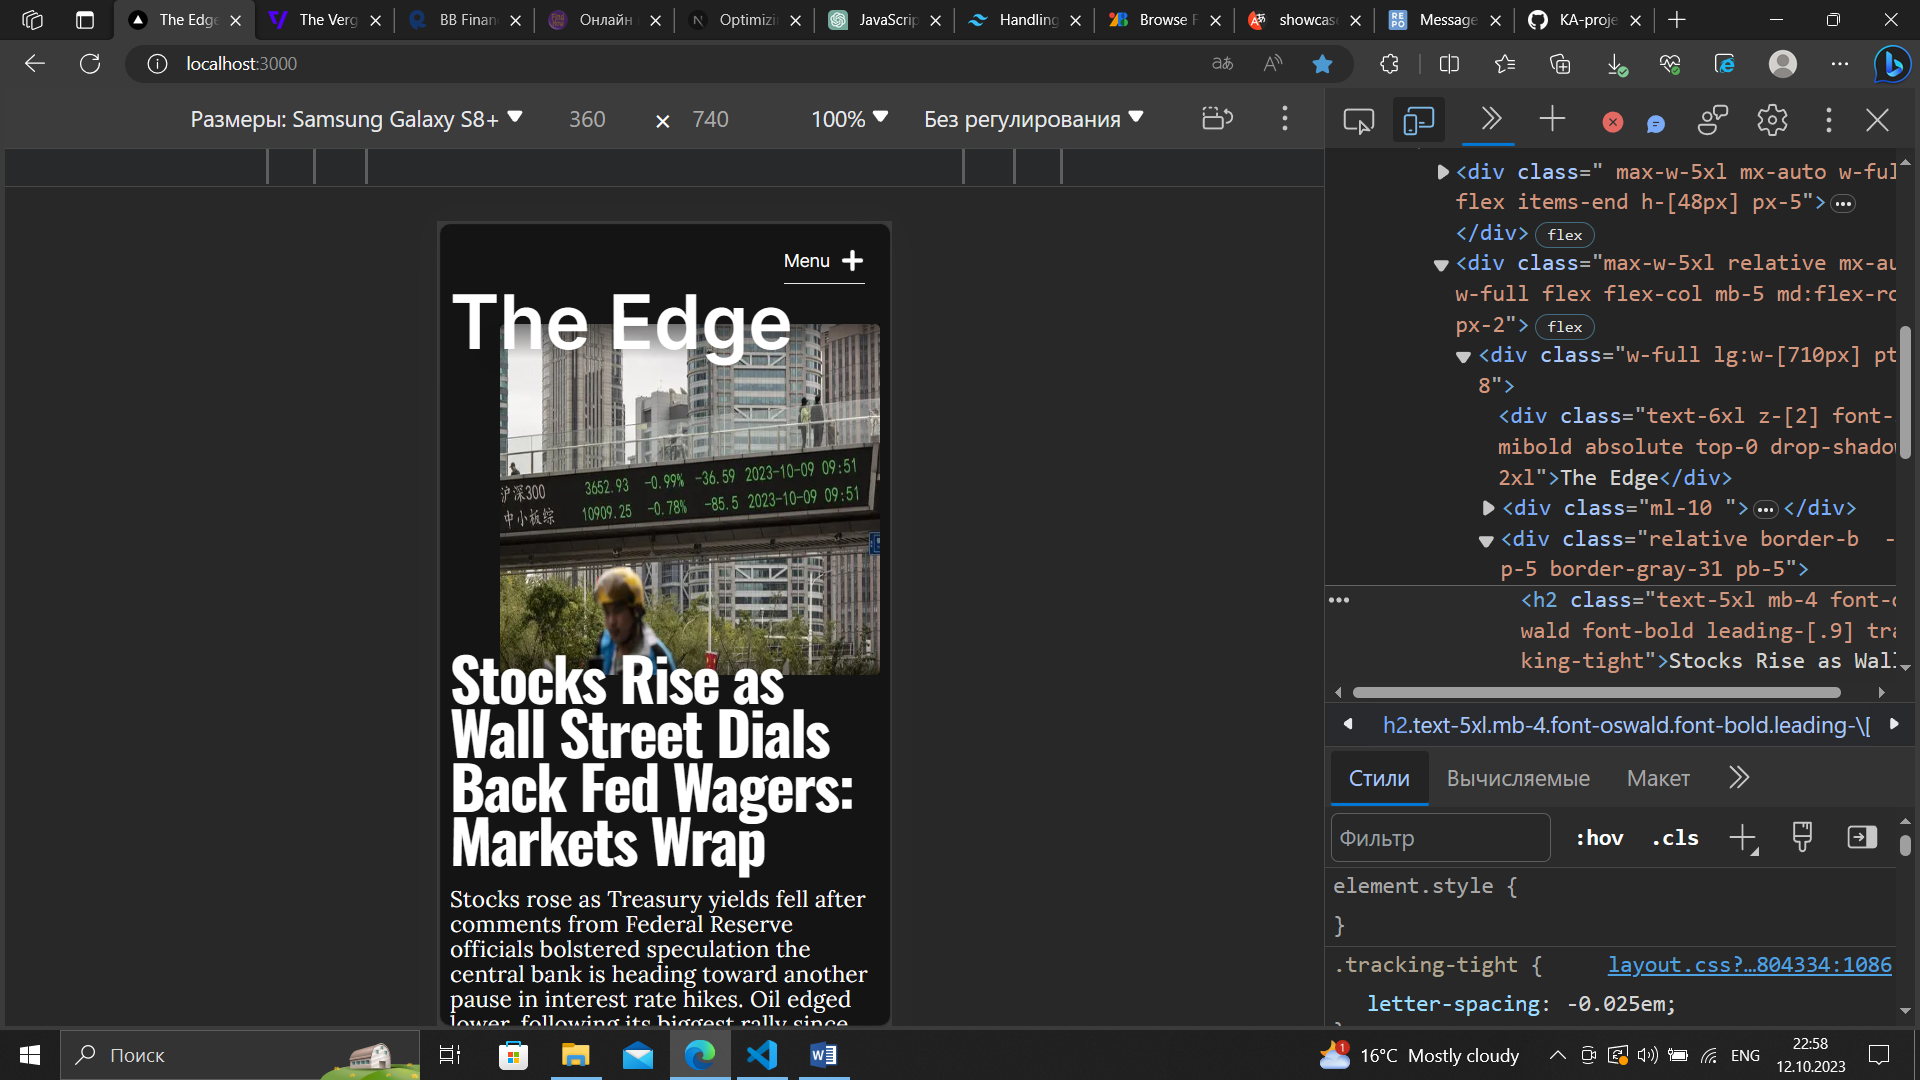 The Edge
The Verg
BB Finan
Онлайн
Optimizi
JavaScrip
Handling
Browse F
showcas
Message
KA-proje
localhost:3000
Размеры: Samsung Galaxy S8+
360 × 740
100%
Без регулирования
Menu
The Edge
沪深300 3652.93 -0.99% -36.59 2023-10-09 09:51
中小板综 10909.25 -0.78% -85.5 2023-10-09 09:51
Stocks Rise as
Wall Street Dials
Back Fed Wagers:
Markets Wrap
Stocks rose as Treasury yields fell after
comments from Federal Reserve
officials bolstered speculation the
central bank is heading toward another
pause in interest rate hikes. Oil edged
lower, following its biggest rally since
<div class=" max-w-5xl mx-auto w-ful
flex items-end h-[48px] px-5">
</div> flex
<div class="max-w-5xl relative mx-au
w-full flex flex-col mb-5 md:flex-ro
px-2"> flex
<div class="w-full lg:w-[710px] pt
8">
<div class="text-6xl z-[2] font-
mibold absolute top-0 drop-shadow
2xl">The Edge</div>
<div class="ml-10 ">…</div>
<div class="relative border-b -
p-5 border-gray-31 pb-5">
<h2 class="text-5xl mb-4 font-o
wald font-bold leading-[.9] tra
king-tight">Stocks Rise as Wall
h2.text-5xl.mb-4.font-oswald.font-bold.leading-\[
Стили
Вычисляемые
Макет
Фильтр
:hov
.cls
element.style {
}
.tracking-tight {
layout.css?…804334:1086
letter-spacing: -0.025em;
}
Поиск
1
16°C Mostly cloudy
ENG
22:58
12.10.2023